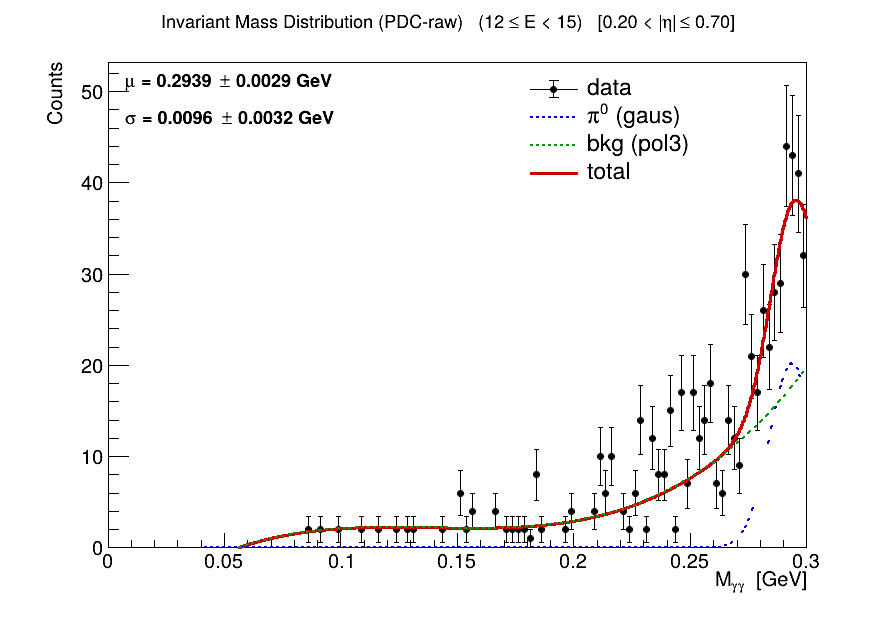 Invariant Mass Distribution (PDC-raw) (12 ≤ E < 15) [0.20 < |η| ≤ 0.70]
μ = 0.2939 ± 0.0029 GeV
σ = 0.0096 ± 0.0032 GeV
data
π⁰ (gaus)
bkg (pol3)
total
Counts
50
40
30
20
10
0
0 0.05 0.1 0.15 0.2 0.25 0.3
Mγγ [GeV]